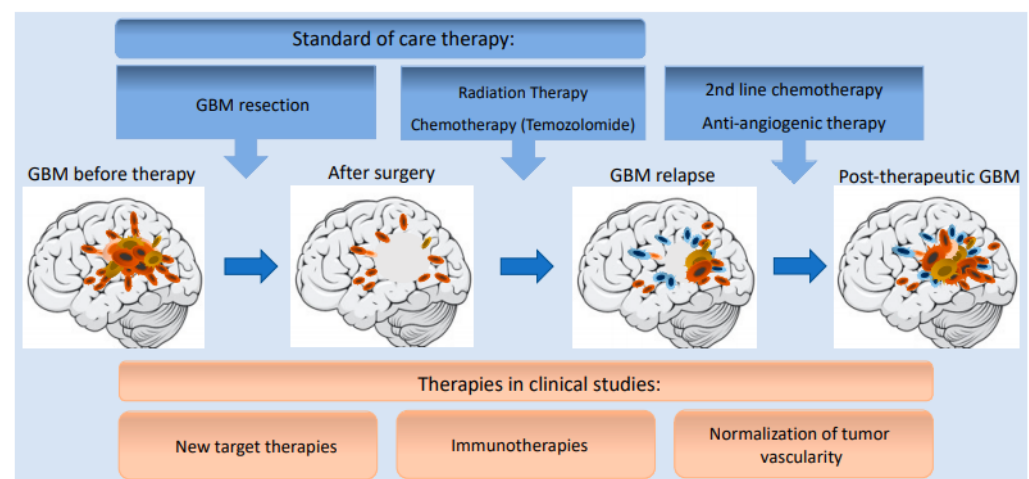 Standard of care therapy:
GBM resection
Radiation Therapy
Chemotherapy (Temozolomide)
2nd line chemotherapy
Anti-angiogenic therapy
GBM before therapy
After surgery
GBM relapse
Post-therapeutic GBM
Therapies in clinical studies:
New target therapies
Immunotherapies
Normalization of tumor
vascularity